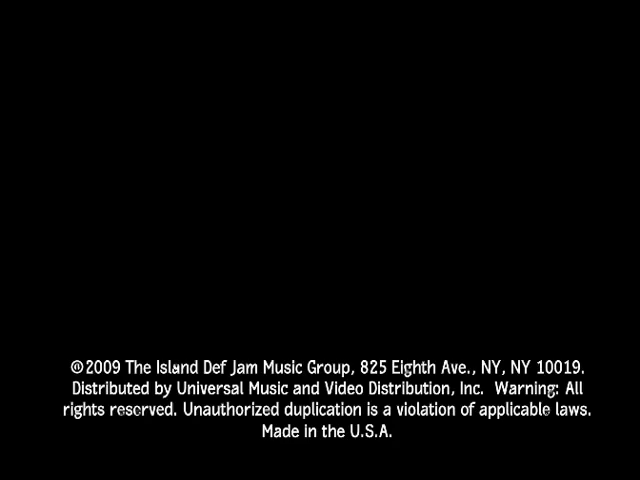 ©2009 The Island Def Jam Music Group, 825 Eighth Ave., NY, NY 10019.
Distributed by Universal Music and Video Distribution, Inc.  Warning: All
rights reserved. Unauthorized duplication is a violation of applicable laws.
Made in the U.S.A.